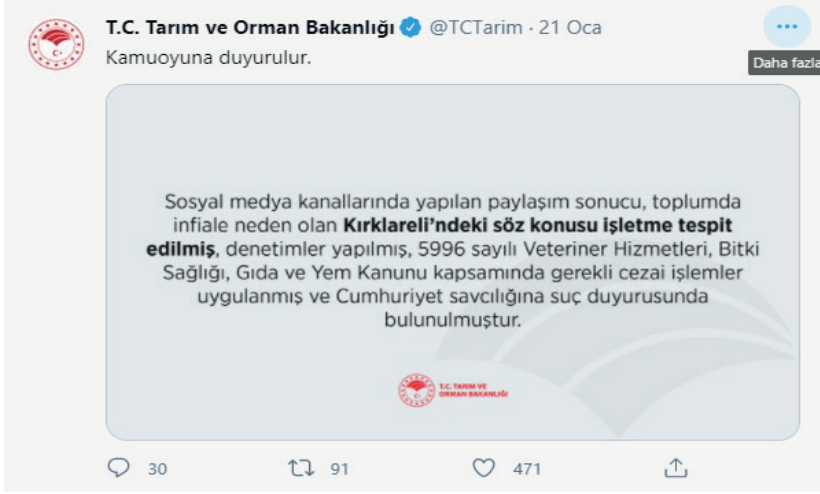 T.C. Tarım ve Orman Bakanlığı @TCTarim · 21 Oca
Daha fazla
Kamuoyuna duyurulur.
Sosyal medya kanallarında yapılan paylaşım sonucu, toplumda
infiale neden olan Kırklareli'ndeki söz konusu işletme tespit
edilmiş, denetimler yapılmış, 5996 sayılı Veteriner Hizmetleri, Bitki
Sağlığı, Gıda ve Yem Kanunu kapsamında gerekli cezai işlemler
uygulanmış ve Cumhuriyet savcılığına suç duyurusunda
bulunulmuştur.
T.C. TARIM VE
ORMAN BAKANLIĞI
30 91 471